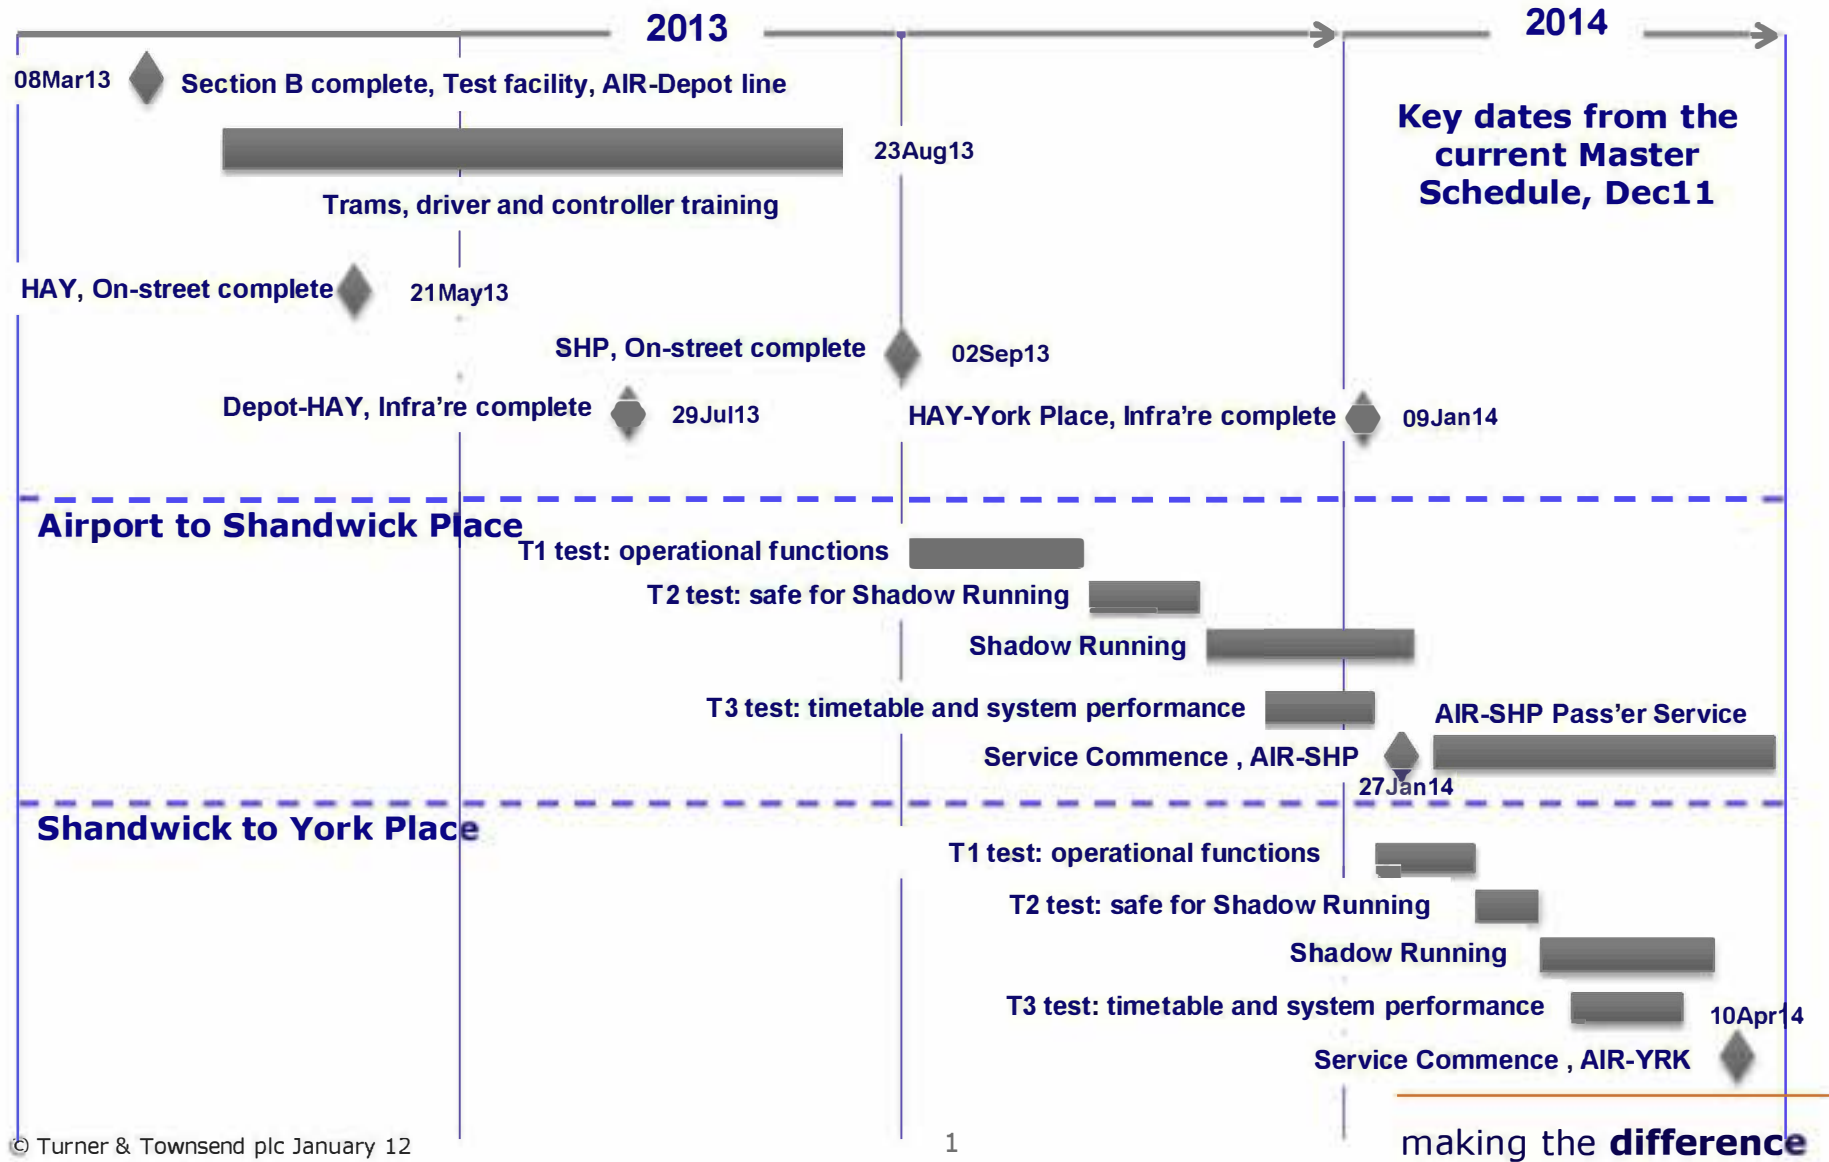 2013
2014
08Mar13
Section B complete, Test facility, AIR-Depot line
Key dates from the
current Master
Schedule, Dec11
23Aug13
Trams, driver and controller training
HAY, On-street complete
21May13
SHP, On-street complete
02Sep13
Depot-HAY, Infra’re complete
29Jul13
HAY-York Place, Infra’re complete
09Jan14
Airport to Shandwick Place
T1 test: operational functions
T2 test: safe for Shadow Running
Shadow Running
T3 test: timetable and system performance
AIR-SHP Pass’er Service
Service Commence , AIR-SHP
27Jan14
Shandwick to York Place
T1 test: operational functions
T2 test: safe for Shadow Running
Shadow Running
T3 test: timetable and system performance
10Apr14
Service Commence , AIR-YRK
© Turner & Townsend plc January 12
1
making the difference